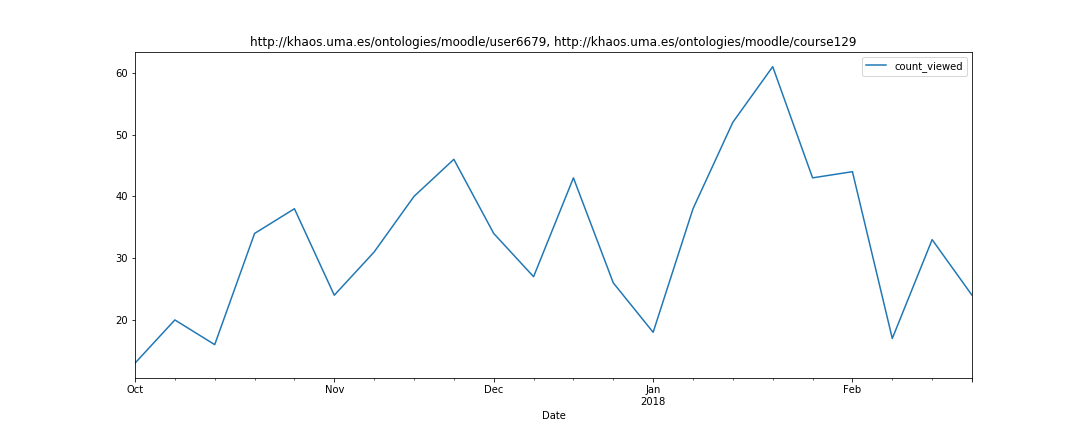 http://khaos.uma.es/ontologies/moodle/user6679, http://khaos.uma.es/ontologies/moodle/course129
count_viewed
60
50
40
30
20
Oct Nov Dec Jan Feb
2018
Date